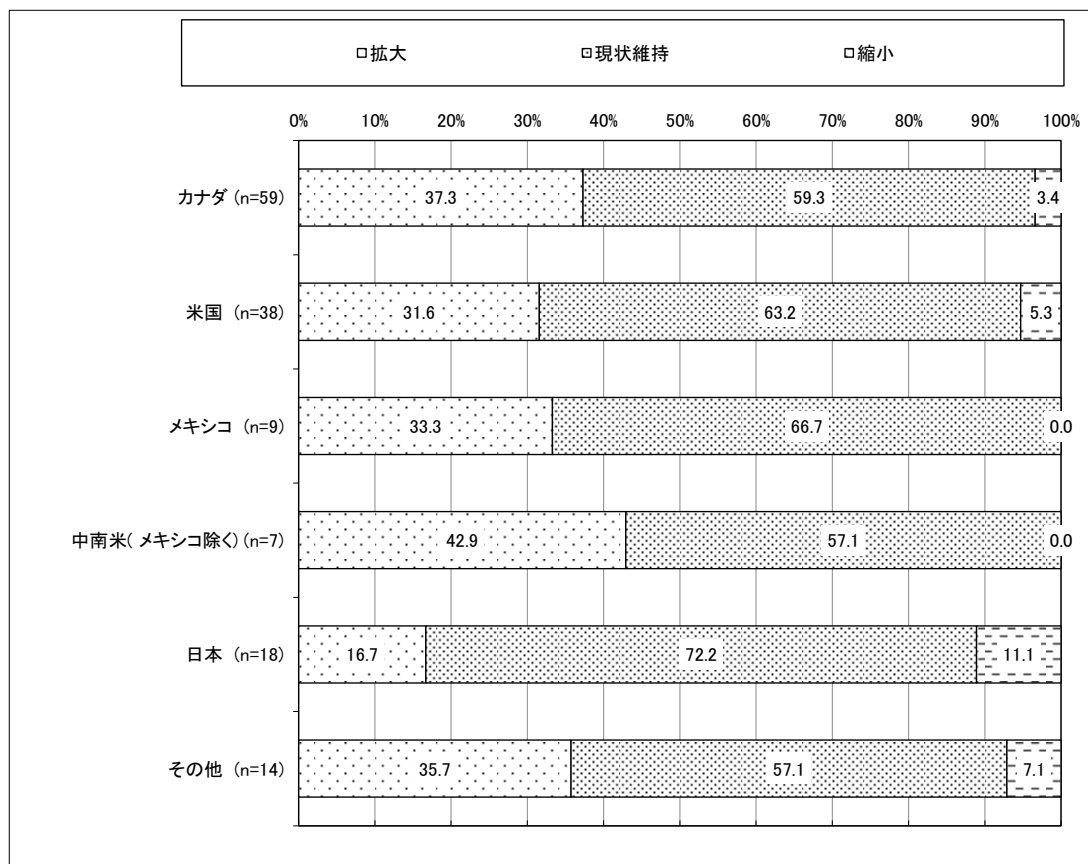 拡大 現状維持 縮小
0% 10% 20% 30% 40% 50% 60% 70% 80% 90% 100%
カナダ (n=59) 37.3 59.3 3.4
米国 (n=38) 31.6 63.2 5.3
メキシコ (n=9) 33.3 66.7 0.0
中南米( メキシコ除く) (n=7) 42.9 57.1 0.0
日本 (n=18) 16.7 72.2 11.1
その他 (n=14) 35.7 57.1 7.1